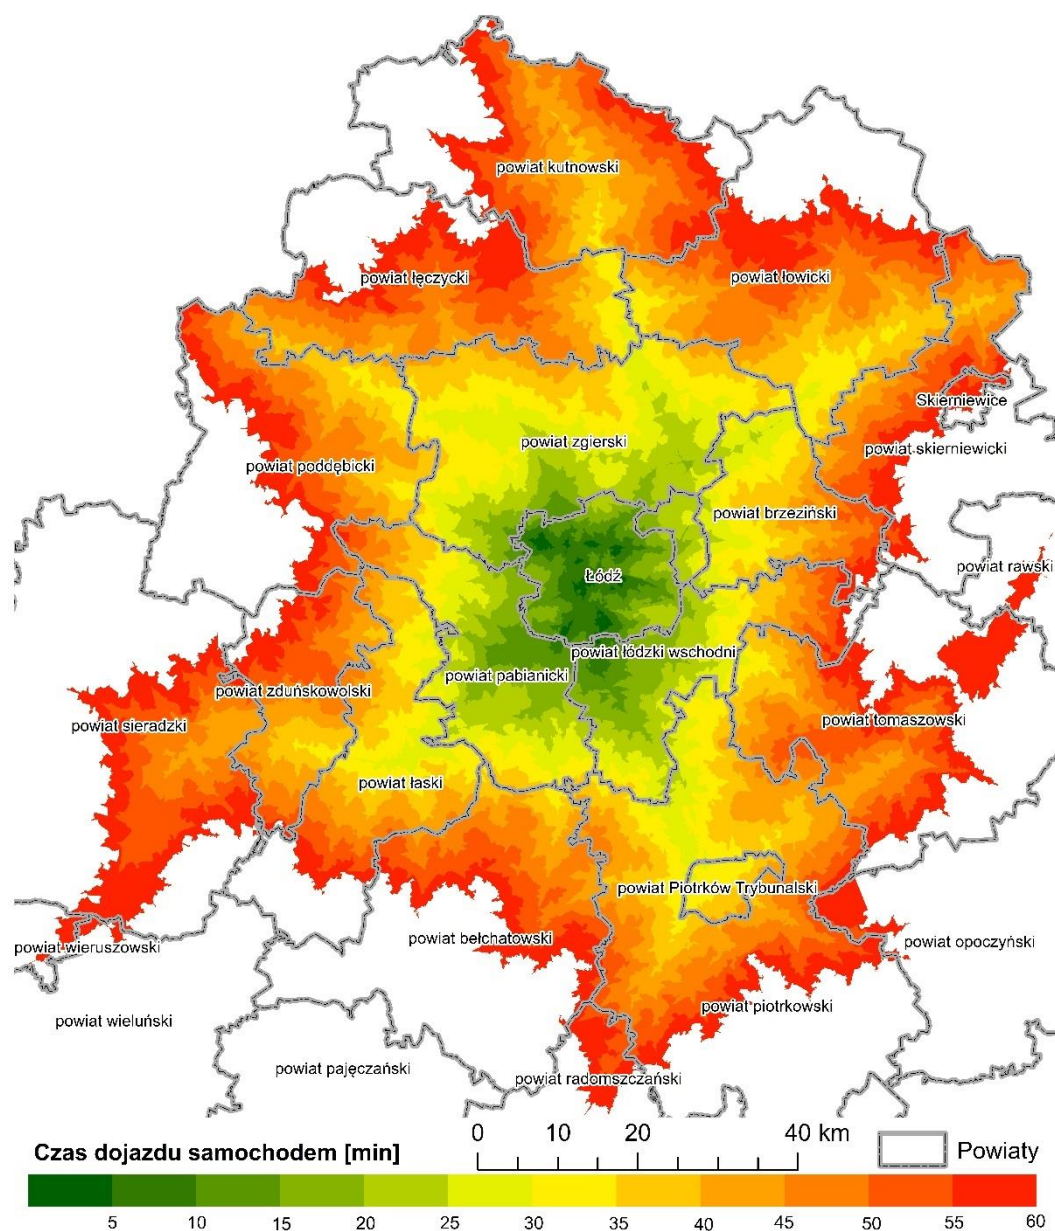 powiat kutnowski
powiat łęczycki
powiat łowicki
Skierniewice
powiat zgierski
powiat skierniewicki
powiat poddębicki
powiat brzeziński
powiat rawski
Łódź
powiat łódzki wschodni
powiat pabianicki
powiat zduńskowolski
powiat sieradzki
powiat tomaszowski
powiat łaski
powiat Piotrków Trybunalski
powiat bełchatowski
powiat opoczyński
powiat wieruszowski
powiat piotrkowski
powiat wieluński
powiat pajęczański
powiat radomszczański
Czas dojazdu samochodem [min]
0 10 20 40 km
Powiaty
5 10 15 20 25 30 35 40 45 50 55 60